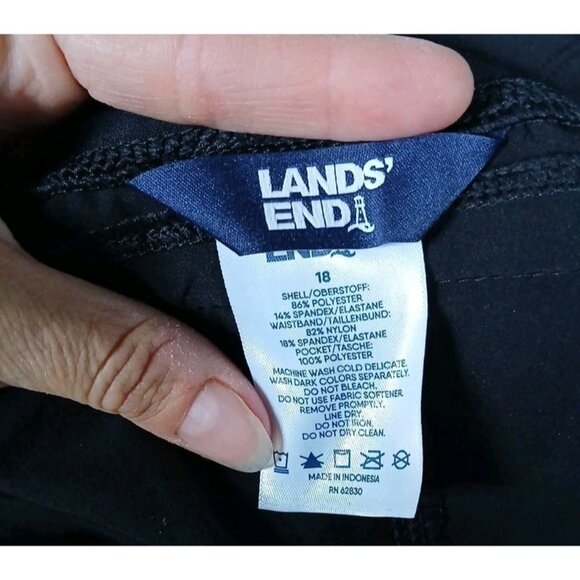 LANDS'
END
END
18
SHELL/OBERSTOFF:
86% POLYESTER
14% SPANDEX/ELASTANE
WAISTBAND/TAILLENBUND:
82% NYLON
18% SPANDEX/ELASTANE
POCKET/TASCHE:
100% POLYESTER
MACHINE WASH COLD DELICATE.
WASH DARK COLORS SEPARATELY.
DO NOT BLEACH.
DO NOT USE FABRIC SOFTENER.
REMOVE PROMPTLY.
LINE DRY.
DO NOT IRON.
DO NOT DRY CLEAN.
MADE IN INDONESIA
RN 62830